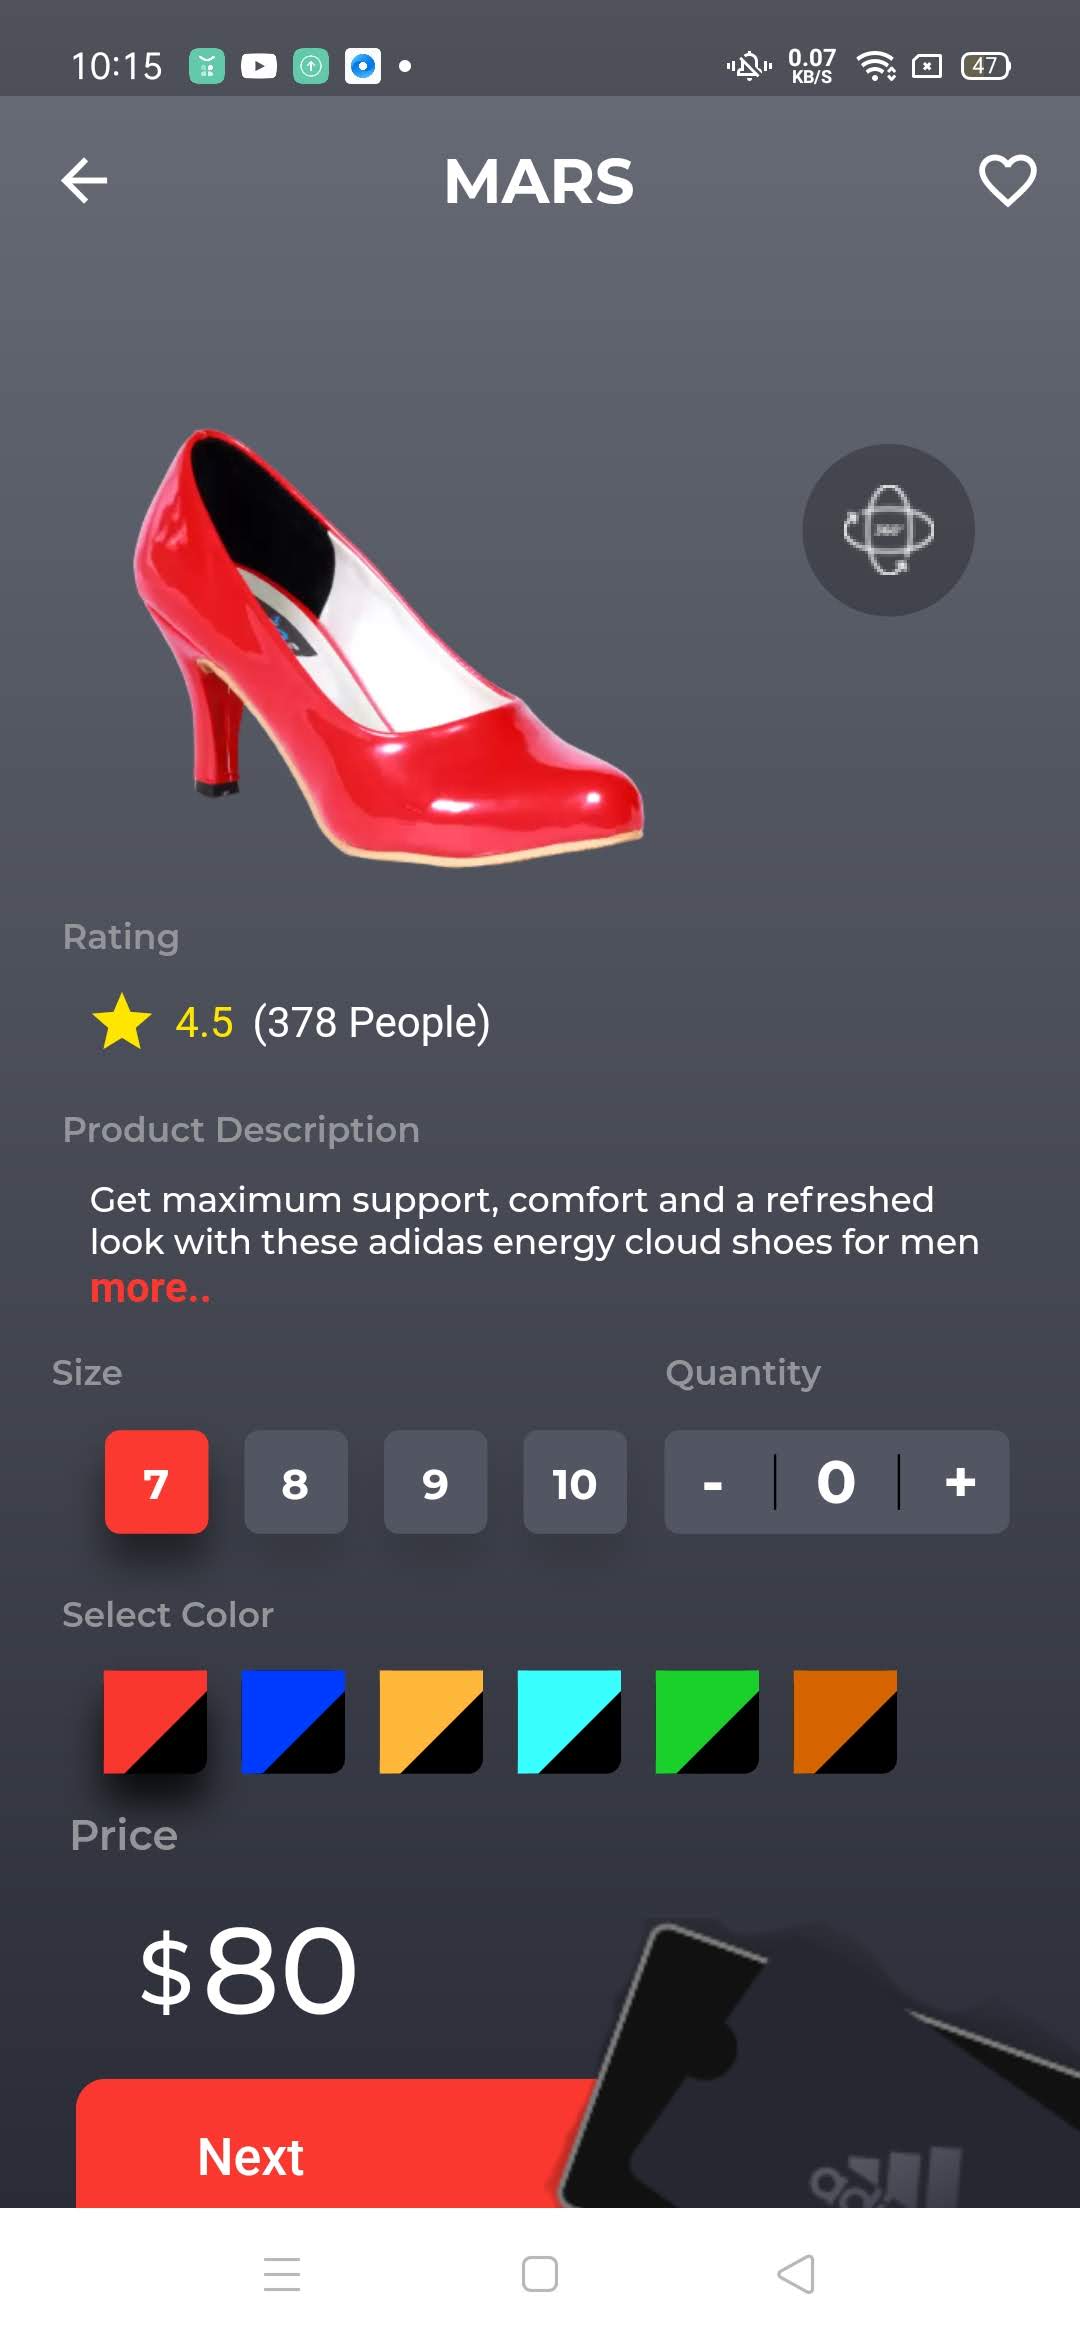 10:15
0.07
KB/S
47
MARS
Rating
4.5 (378 People)
Product Description
Get maximum support, comfort and a refreshed
look with these adidas energy cloud shoes for men
more..
Size
Quantity
7 8 9 10 - 0 +
Select Color
Price
$80
Next